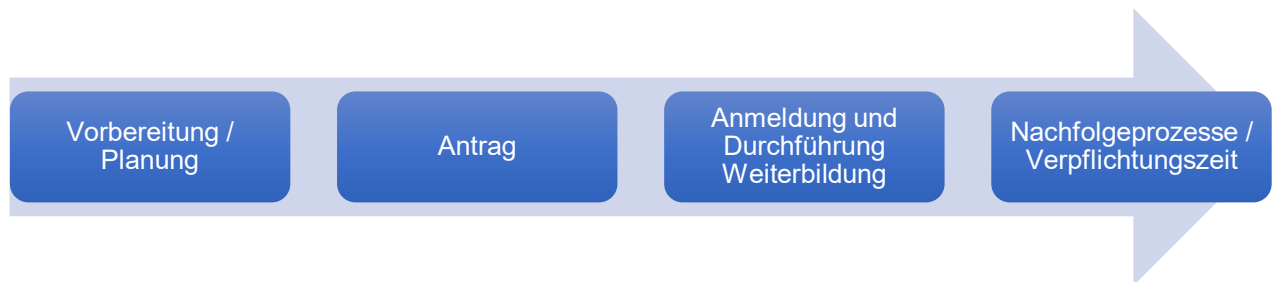 Vorbereitung /
Planung
Antrag
Anmeldung und
Durchführung
Weiterbildung
Nachfolgeprozesse /
Verpflichtungszeit